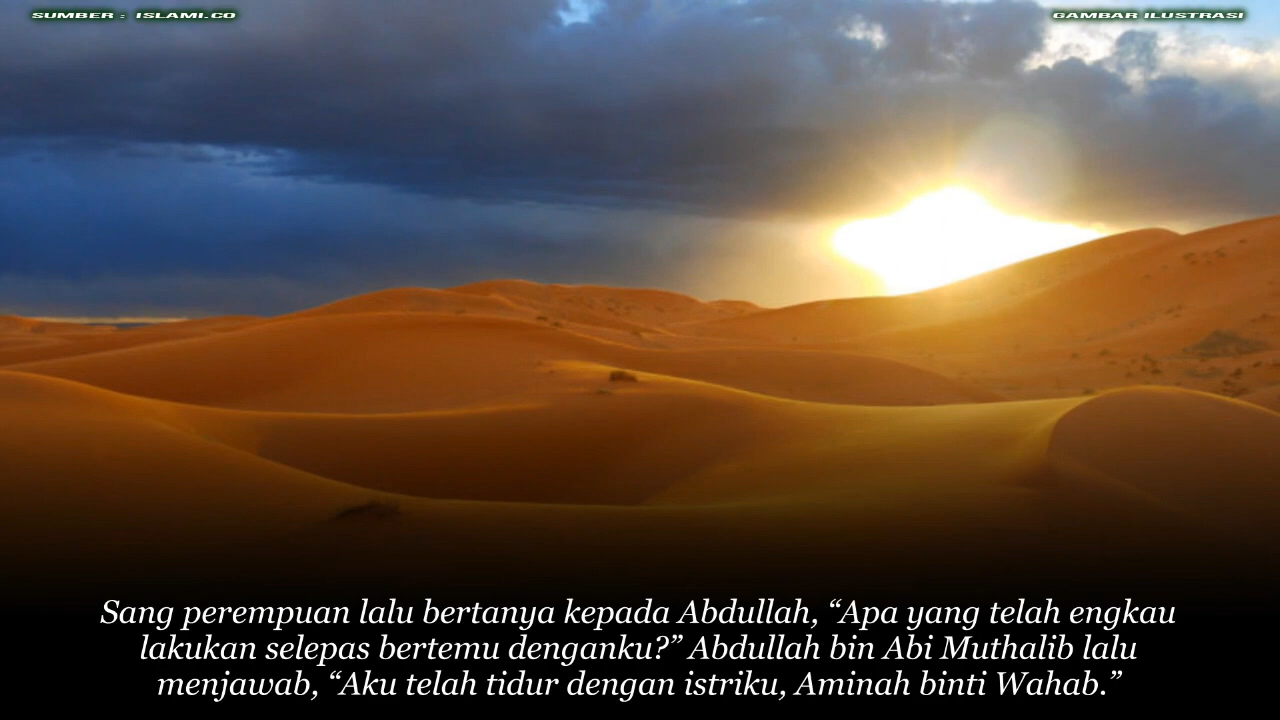 SUMBER : ISLAMI.CO
GAMBAR ILUSTRASI
Sang perempuan lalu bertanya kepada Abdullah, “Apa yang telah engkau
lakukan selepas bertemu denganku?” Abdullah bin Abi Muthalib lalu
menjawab, “Aku telah tidur dengan istriku, Aminah binti Wahab.”